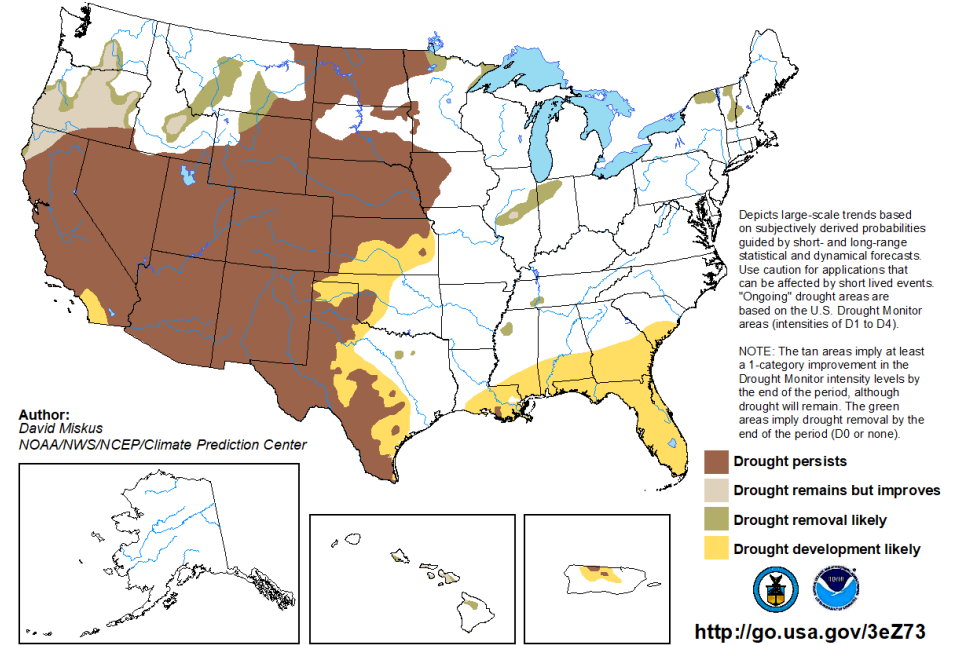 Depicts large-scale trends based
on subjectively derived probabilities
guided by short- and long-range
statistical and dynamical forecasts.
Use caution for applications that
can be affected by short lived events.
"Ongoing" drought areas are
based on the U.S. Drought Monitor
areas (intensities of D1 to D4).
NOTE: The tan areas imply at least
a 1-category improvement in the
Drought Monitor intensity levels by
the end of the period, although
drought will remain. The green
areas imply drought removal by the
end of the period (D0 or none).
Author:
David Miskus
NOAA/NWS/NCEP/Climate Prediction Center
Drought persists
Drought remains but improves
Drought removal likely
Drought development likely
http://go.usa.gov/3eZ73